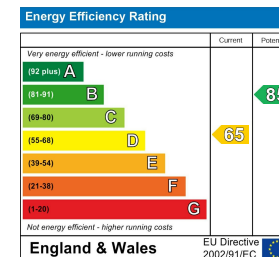 Energy Efficiency Rating
Current
Very energy efficient - lower running costs
(92 plus) A
(81-91) B
(69-80) C
(55-68) D
65
(39-54) E
(21-38) F
(1-20) G
Not energy efficient - higher running costs
England & Wales
EU Directive
2002/91/EC